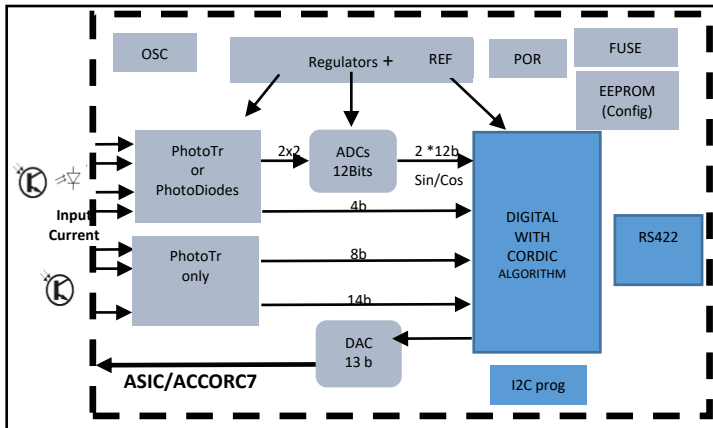 OSC
Regulators + REF
POR
FUSE
EEPROM
(Config)
PhotoTr
or
PhotoDiodes
2x2
ADCs
12Bits
2 *12b
Sin/Cos
4b
Input
Current
DIGITAL
WITH
CORDIC
ALGORITHM
RS422
PhotoTr
only
8b
14b
DAC
13 b
ASIC/ACCORC7
I2C prog